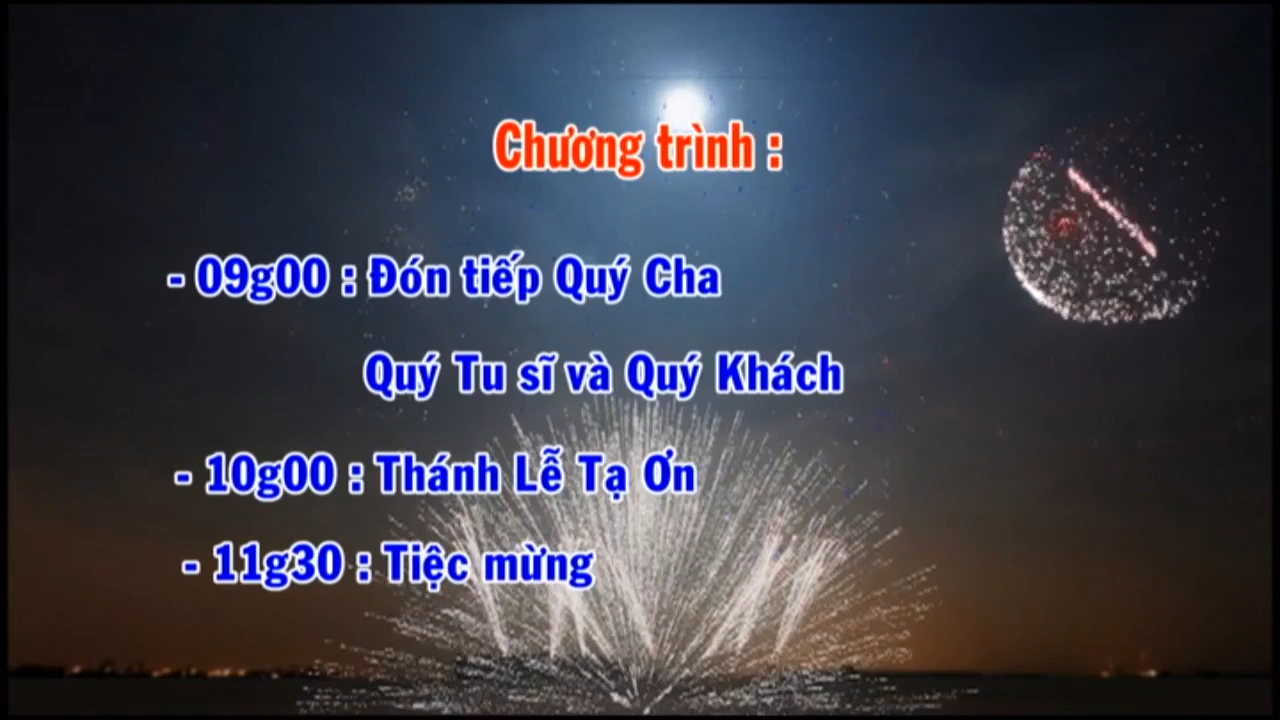 Chương trình :
- 09g00 : Đón tiếp Quý Cha
Quý Tu sĩ và Quý Khách
- 10g00 : Thánh Lễ Tạ Ơn
- 11g30 : Tiệc mừng